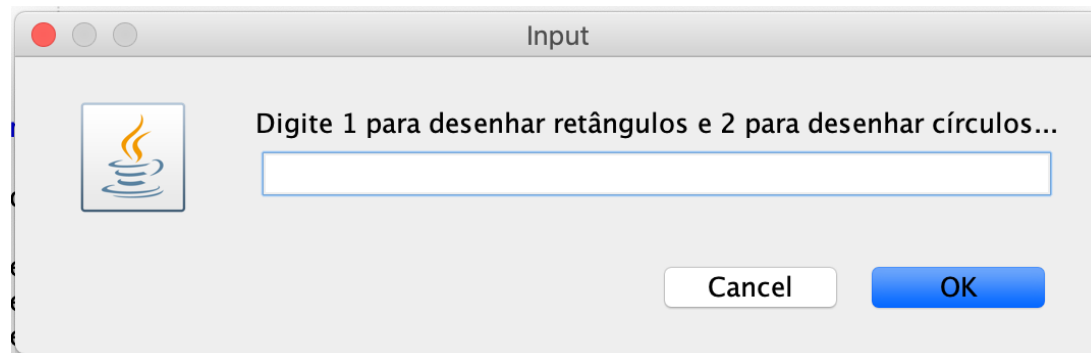 Input
Digite 1 para desenhar retângulos e 2 para desenhar círculos...
Cancel
OK